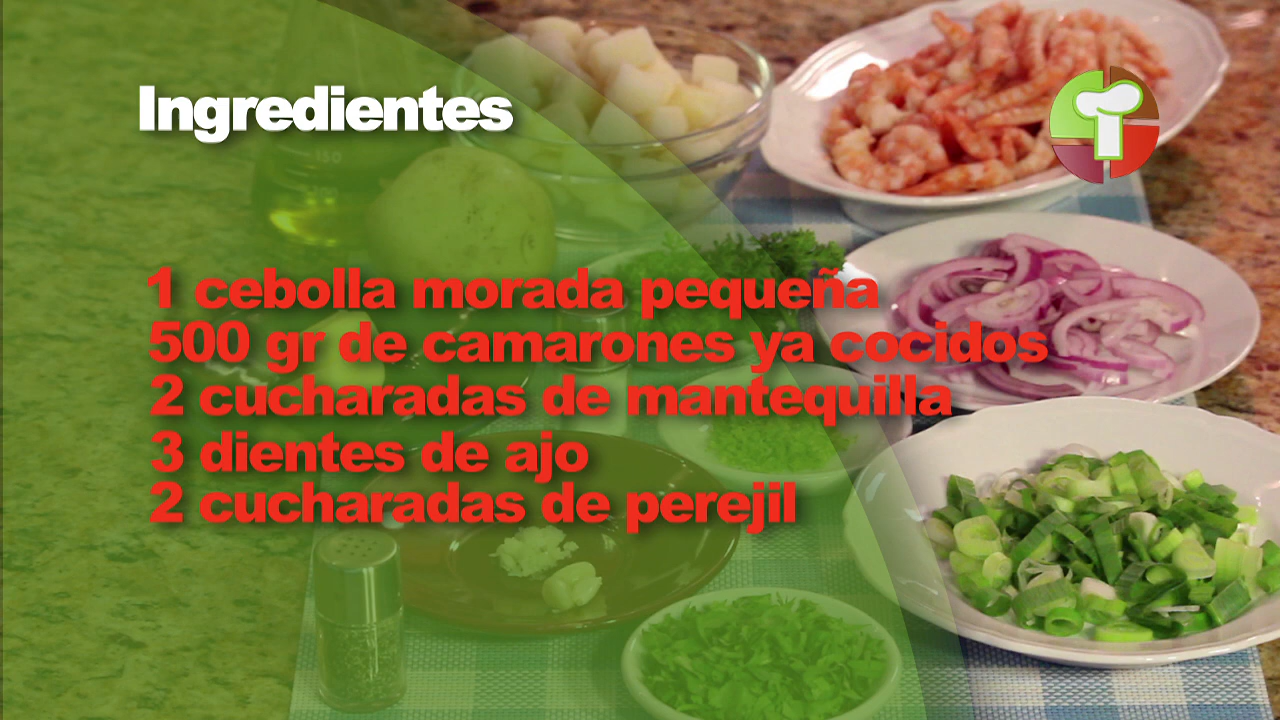 Ingredientes
1 cebolla morada pequeña
500 gr de camarones ya cocidos
2 cucharadas de mantequilla
3 dientes de ajo
2 cucharadas de perejil